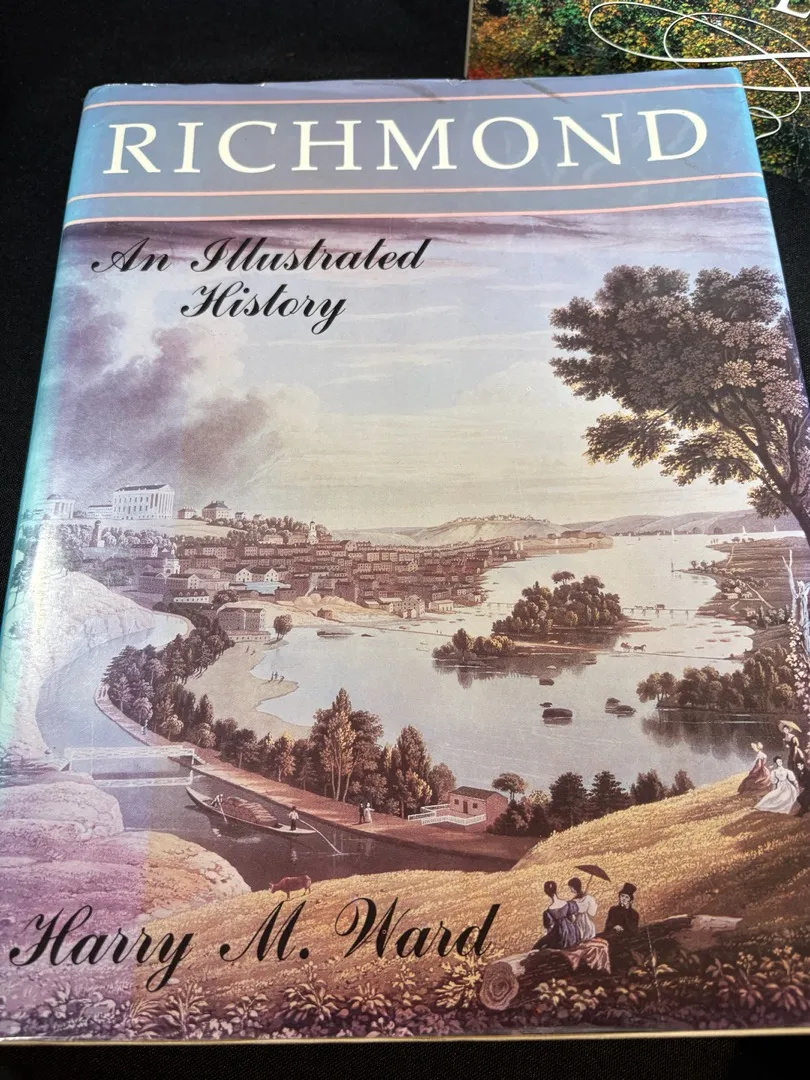 RICHMOND
An Illustrated
History
Harry M. Ward